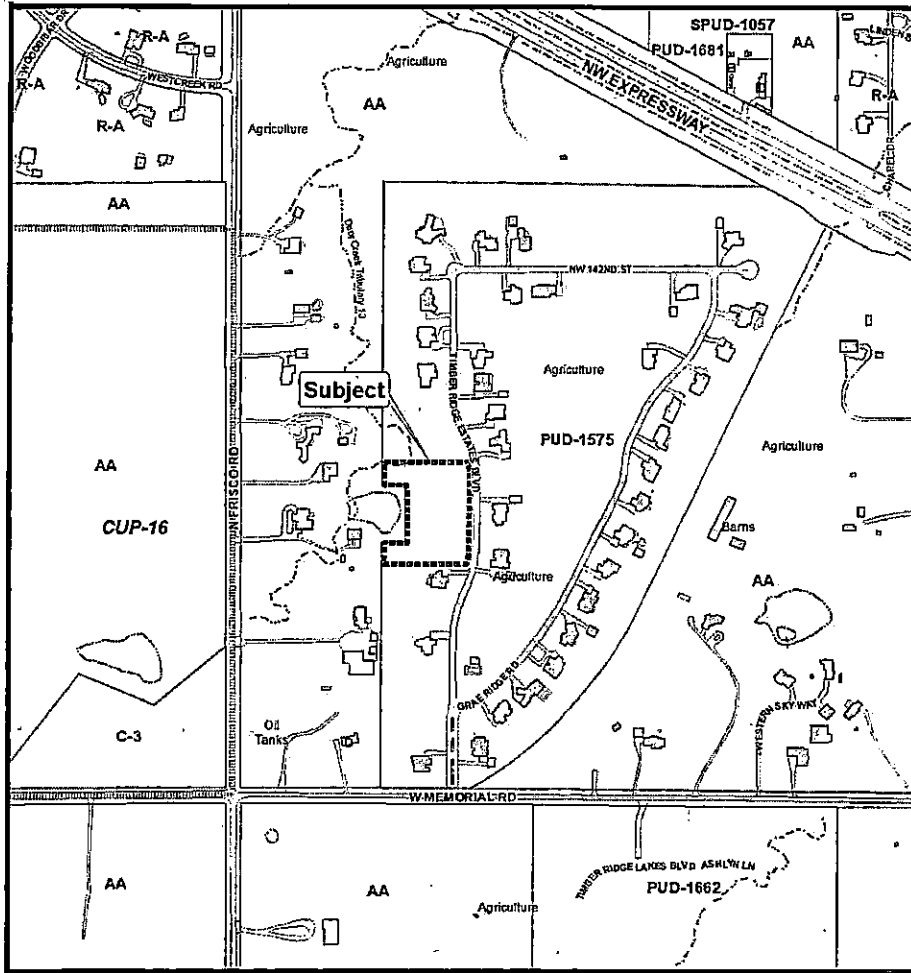 SPUD-1057
PUD-1681
AA
R-A
WESTCREEK RD
R-A
R-A
Agriculture
AA
Agriculture
NW EXPRESSWAY
R-A
AA
NW 142ND ST
Agriculture
Subject
TIMBER RIDGE ESTATES BLVD
PUD-1575
Agriculture
N FRISCO RD
AA
CUP-16
Barns
Agriculture
AA
GRAE RIDGE RD
WESTERN SKY WAY
Oil
Tanks
C-3
W MEMORIAL RD
TIMBER RIDGE LAKES BLVD ASHLYN LN
PUD-1662
AA
AA
Agriculture